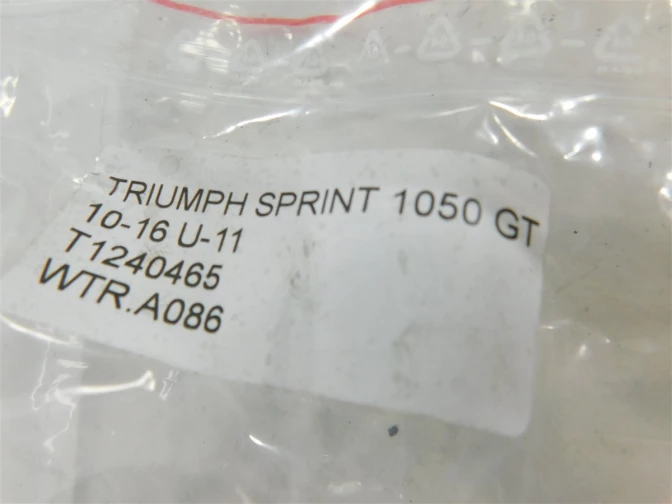 TRIUMPH SPRINT 1050 GT
10-16 U-11
T1240465
WTR.A086